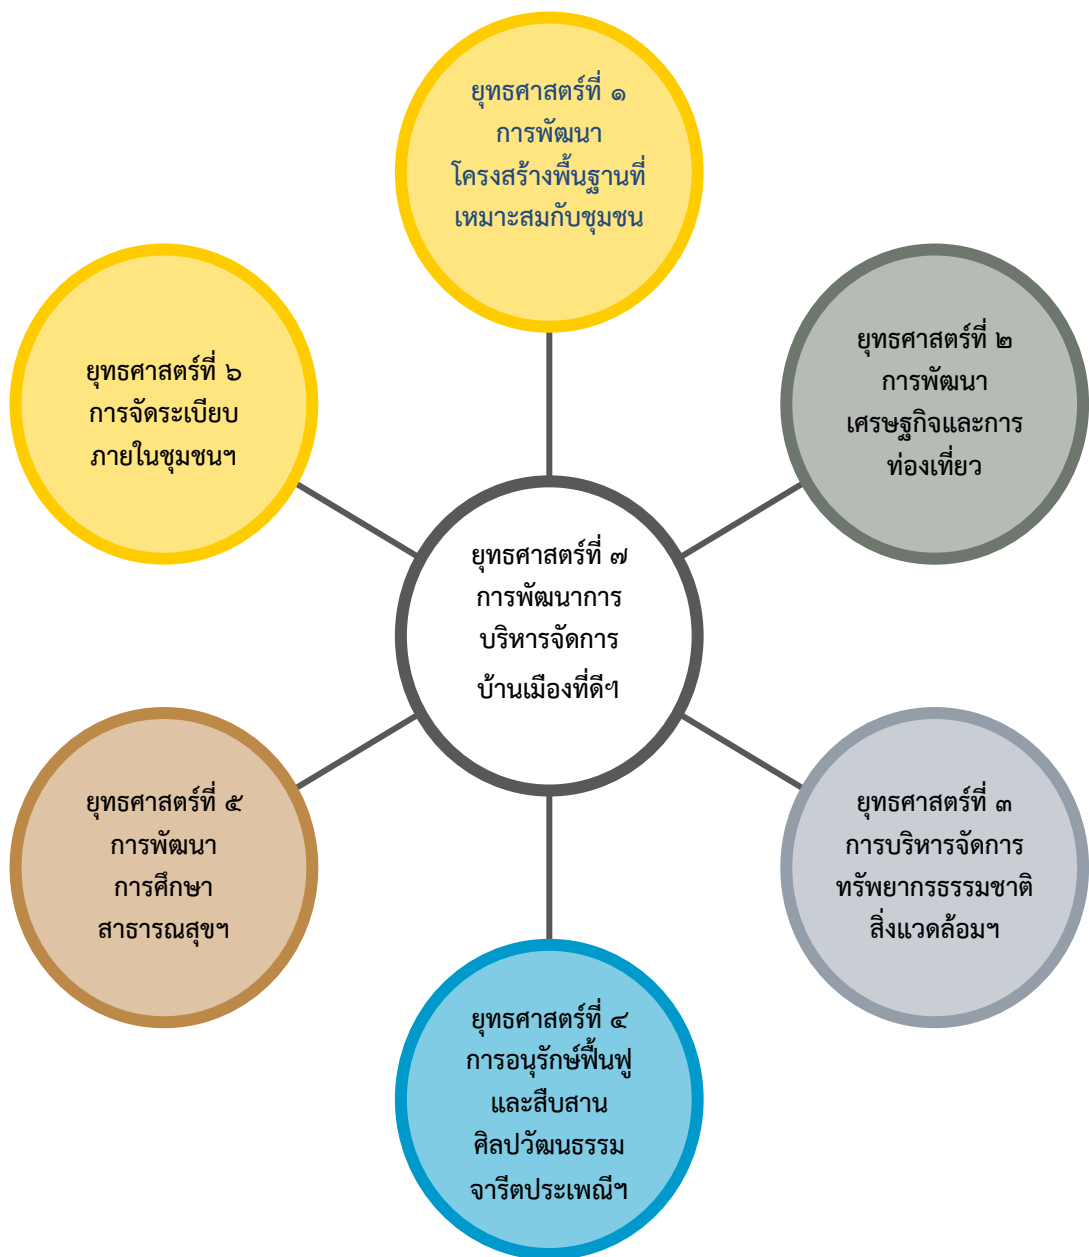 ยุทธศาสตร์ที่ ๑
การพัฒนา
โครงสร้างพื้นฐานที่
เหมาะสมกับชุมชน
ยุทธศาสตร์ที่ ๒
การพัฒนา
เศรษฐกิจและการ
ท่องเที่ยว
ยุทธศาสตร์ที่ ๓
การบริหารจัดการ
ทรัพยากรธรรมชาติ
สิ่งแวดล้อมฯ
ยุทธศาสตร์ที่ ๔
การอนุรักษ์ฟื้นฟู
และสืบสาน
ศิลปวัฒนธรรม
จารีตประเพณีฯ
ยุทธศาสตร์ที่ ๕
การพัฒนา
การศึกษา
สาธารณสุขฯ
ยุทธศาสตร์ที่ ๖
การจัดระเบียบ
ภายในชุมชนฯ
ยุทธศาสตร์ที่ ๗
การพัฒนาการ
บริหารจัดการ
บ้านเมืองที่ดีฯ